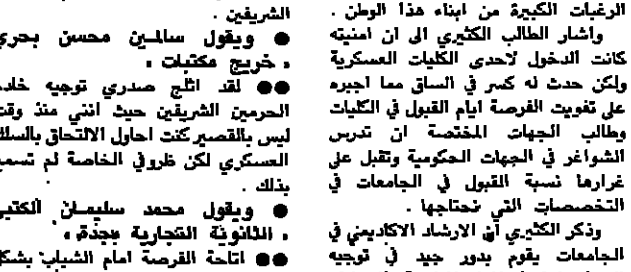 الرغبات الكبيرة من ابناء هذا الوطن .
واشار الطالب الكثيري الى ان امنيته
كانت الدخول لاحدى الكليات العسكرية
ولكن حدث له كسر في الساق مما اجبره
على تفويت الفرصة ايام القبول في الكليات
وطالب الجهات المختصة ان تدرس
الشواغر في الجهات الحكومية وتقبل على
غرارها نسبة القبول في الجامعات في
التخصصات التي نحتاجها .
وذكر الكثيري أن الارشاد الاكاديمي في
الجامعات يقوم بدور جيد في توجيه
الشريفين .
● ويقول سالمين محسن بحري
« خريج مكتبات »
●● لقد اثلج صدري توجيه خادم
الحرمين الشريفين حيث انني منذ وقت
ليس بالقصير كنت احاول الالتحاق بالسلك
العسكري لكن ظروفي الخاصة لم تسمح
بذلك .
● ويقول محمد سليمان الكتبي
« الثانوية التجارية بجدة »
●● اتاحة الفرصة امام الشباب بشكل